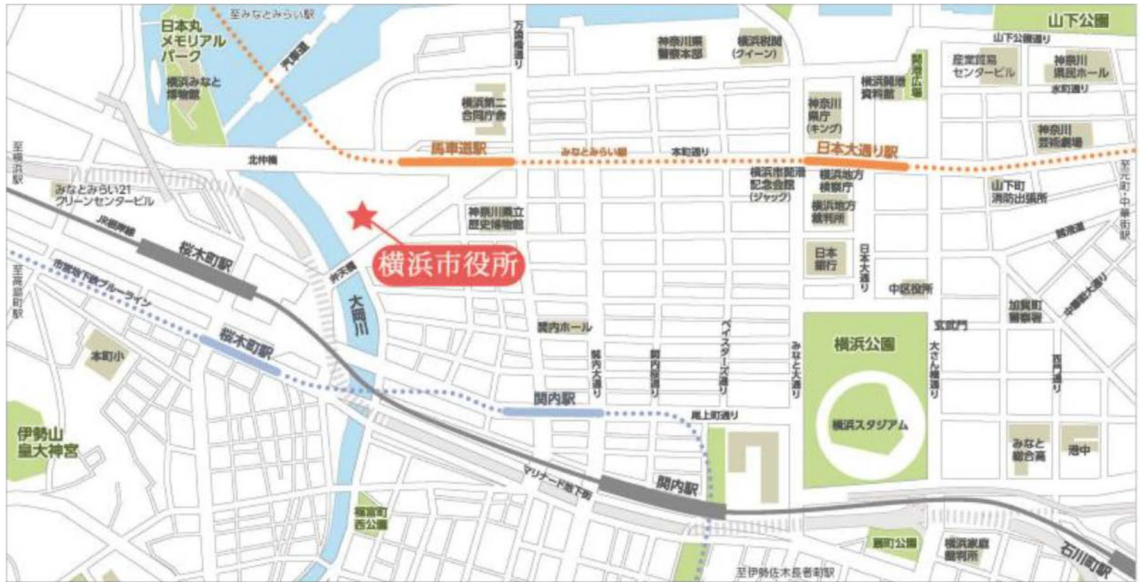 至みなとみらい駅
日本丸
メモリアル
パーク
汽車道
横浜みなと
博物館
万国橋通り
神奈川県
警察本部
横浜税関
(クイーン)
開港広場
山下公園
山下公園通り
産業貿易
センタービル
神奈川
県民ホール
水町通り
横浜開港
資料館
横浜第二
合同庁舎
神奈川
県庁
(キング)
神奈川
芸術劇場
北仲橋
馬車道駅
みなとみらい線
本町通り
日本大通り駅
至横浜駅
みなとみらい21
クリーンセンタービル
神奈川県立
歴史博物館
横浜市開港
記念会館
(ジャック)
横浜地方
検察庁
横浜地方
裁判所
山下町
消防出張所
至元町・中華街駅
JR根岸線
桜木町駅
横浜市役所
弁天橋
大岡川
日本
銀行
日本大通り
中区役所
市営地下鉄ブルーライン
至高島町駅
桜木町駅
本町小
関内ホール
関内大通り
ベイスターズ通り
みなと大通り
横浜公園
玄武門
大さん橋通り
加賀町
警察署
中華街大通り
西門通り
関内駅
尾上町通り
横浜スタジアム
伊勢山
皇大神宮
みなと
総合高
港中
マリナード地下街
関内駅
福富町
西公園
扇町公園
横浜家庭
裁判所
石川町駅
至伊勢佐木長者町駅